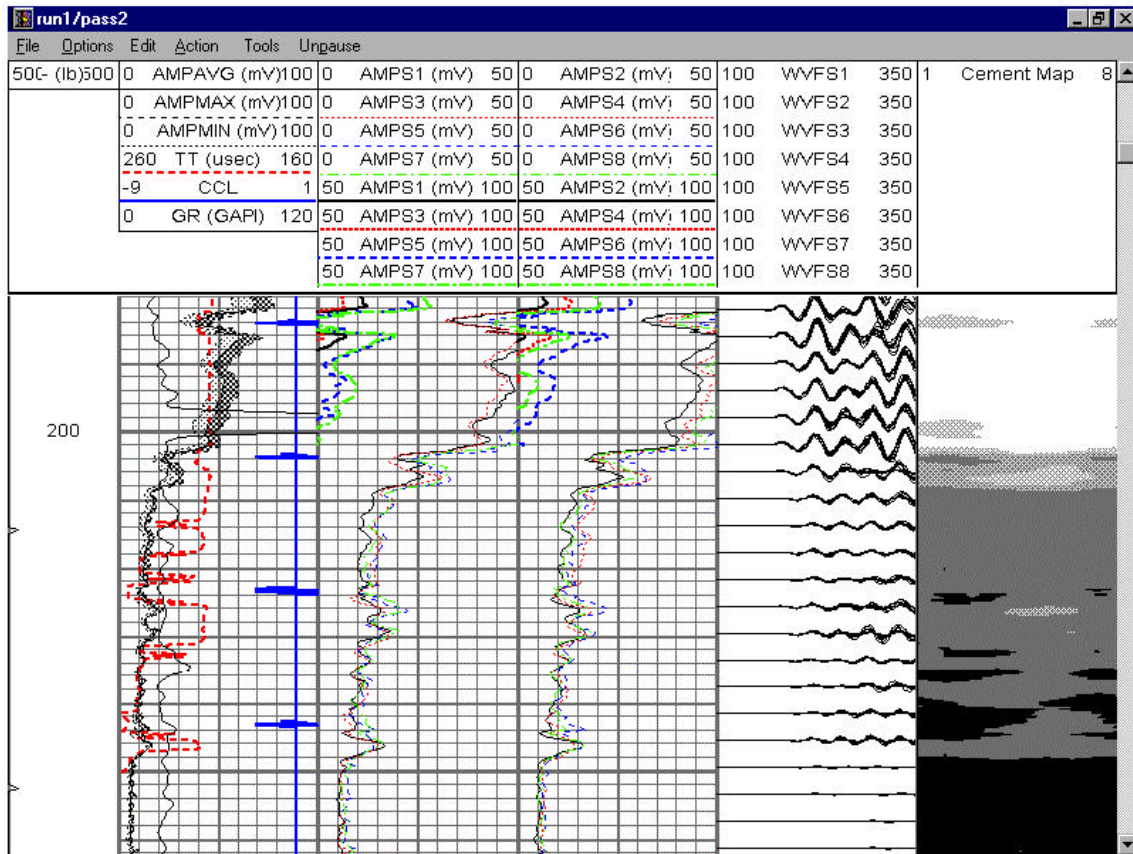 run1/pass2
File Options Edit Action Tools Ungause
500- (lb)500 0 AMPAVG (mV)100 0 AMPS1 (mV) 50 0 AMPS2 (mV) 50 100 WVFS1 350 1 Cement Map 8
0 AMPMAX (mV)100 0 AMPS3 (mV) 50 0 AMPS4 (mV) 50 100 WVFS2 350
0 AMPMIN (mV)100 0 AMPS5 (mV) 50 0 AMPS6 (mV) 50 100 WVFS3 350
260 TT (usec) 160 0 AMPS7 (mV) 50 0 AMPS8 (mV) 50 100 WVFS4 350
-9 CCL 1 50 AMPS1 (mV) 100 50 AMPS2 (mV) 100 100 WVFS5 350
0 GR (GAPI) 120 50 AMPS3 (mV) 100 50 AMPS4 (mV) 100 100 WVFS6 350
50 AMPS5 (mV) 100 50 AMPS6 (mV) 100 100 WVFS7 350
50 AMPS7 (mV) 100 50 AMPS8 (mV) 100 100 WVFS8 350
200